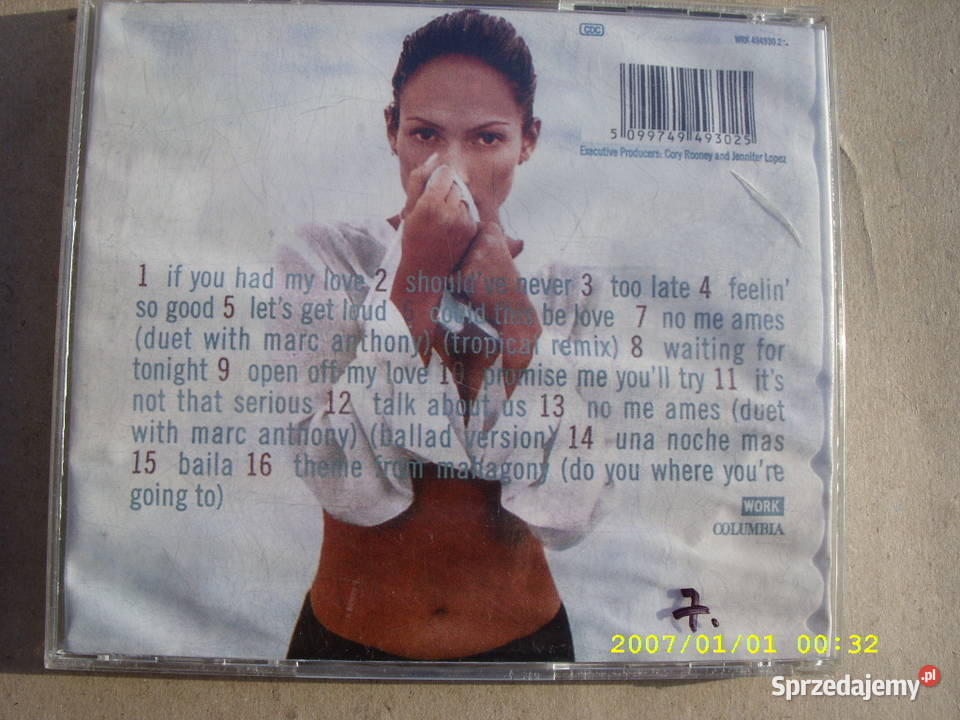 CDC
WRK 494930 2
5 099749 493025
Executive Producers: Cory Rooney and Jennifer Lopez
1 if you had my love 2 should've never 3 too late 4 feelin'
so good 5 let's get loud 6 could this be love 7 no me ames
(duet with marc anthony) (tropical remix) 8 waiting for
tonight 9 open off my love 10 promise me you'll try 11 it's
not that serious 12 talk about us 13 no me ames (duet
with marc anthony) (ballad version) 14 una noche mas
15 baila 16 theme from mahagony (do you where you're
going to)
WORK
COLUMBIA
7.
2007/01/01 00:32
Sprzedajemy.pl